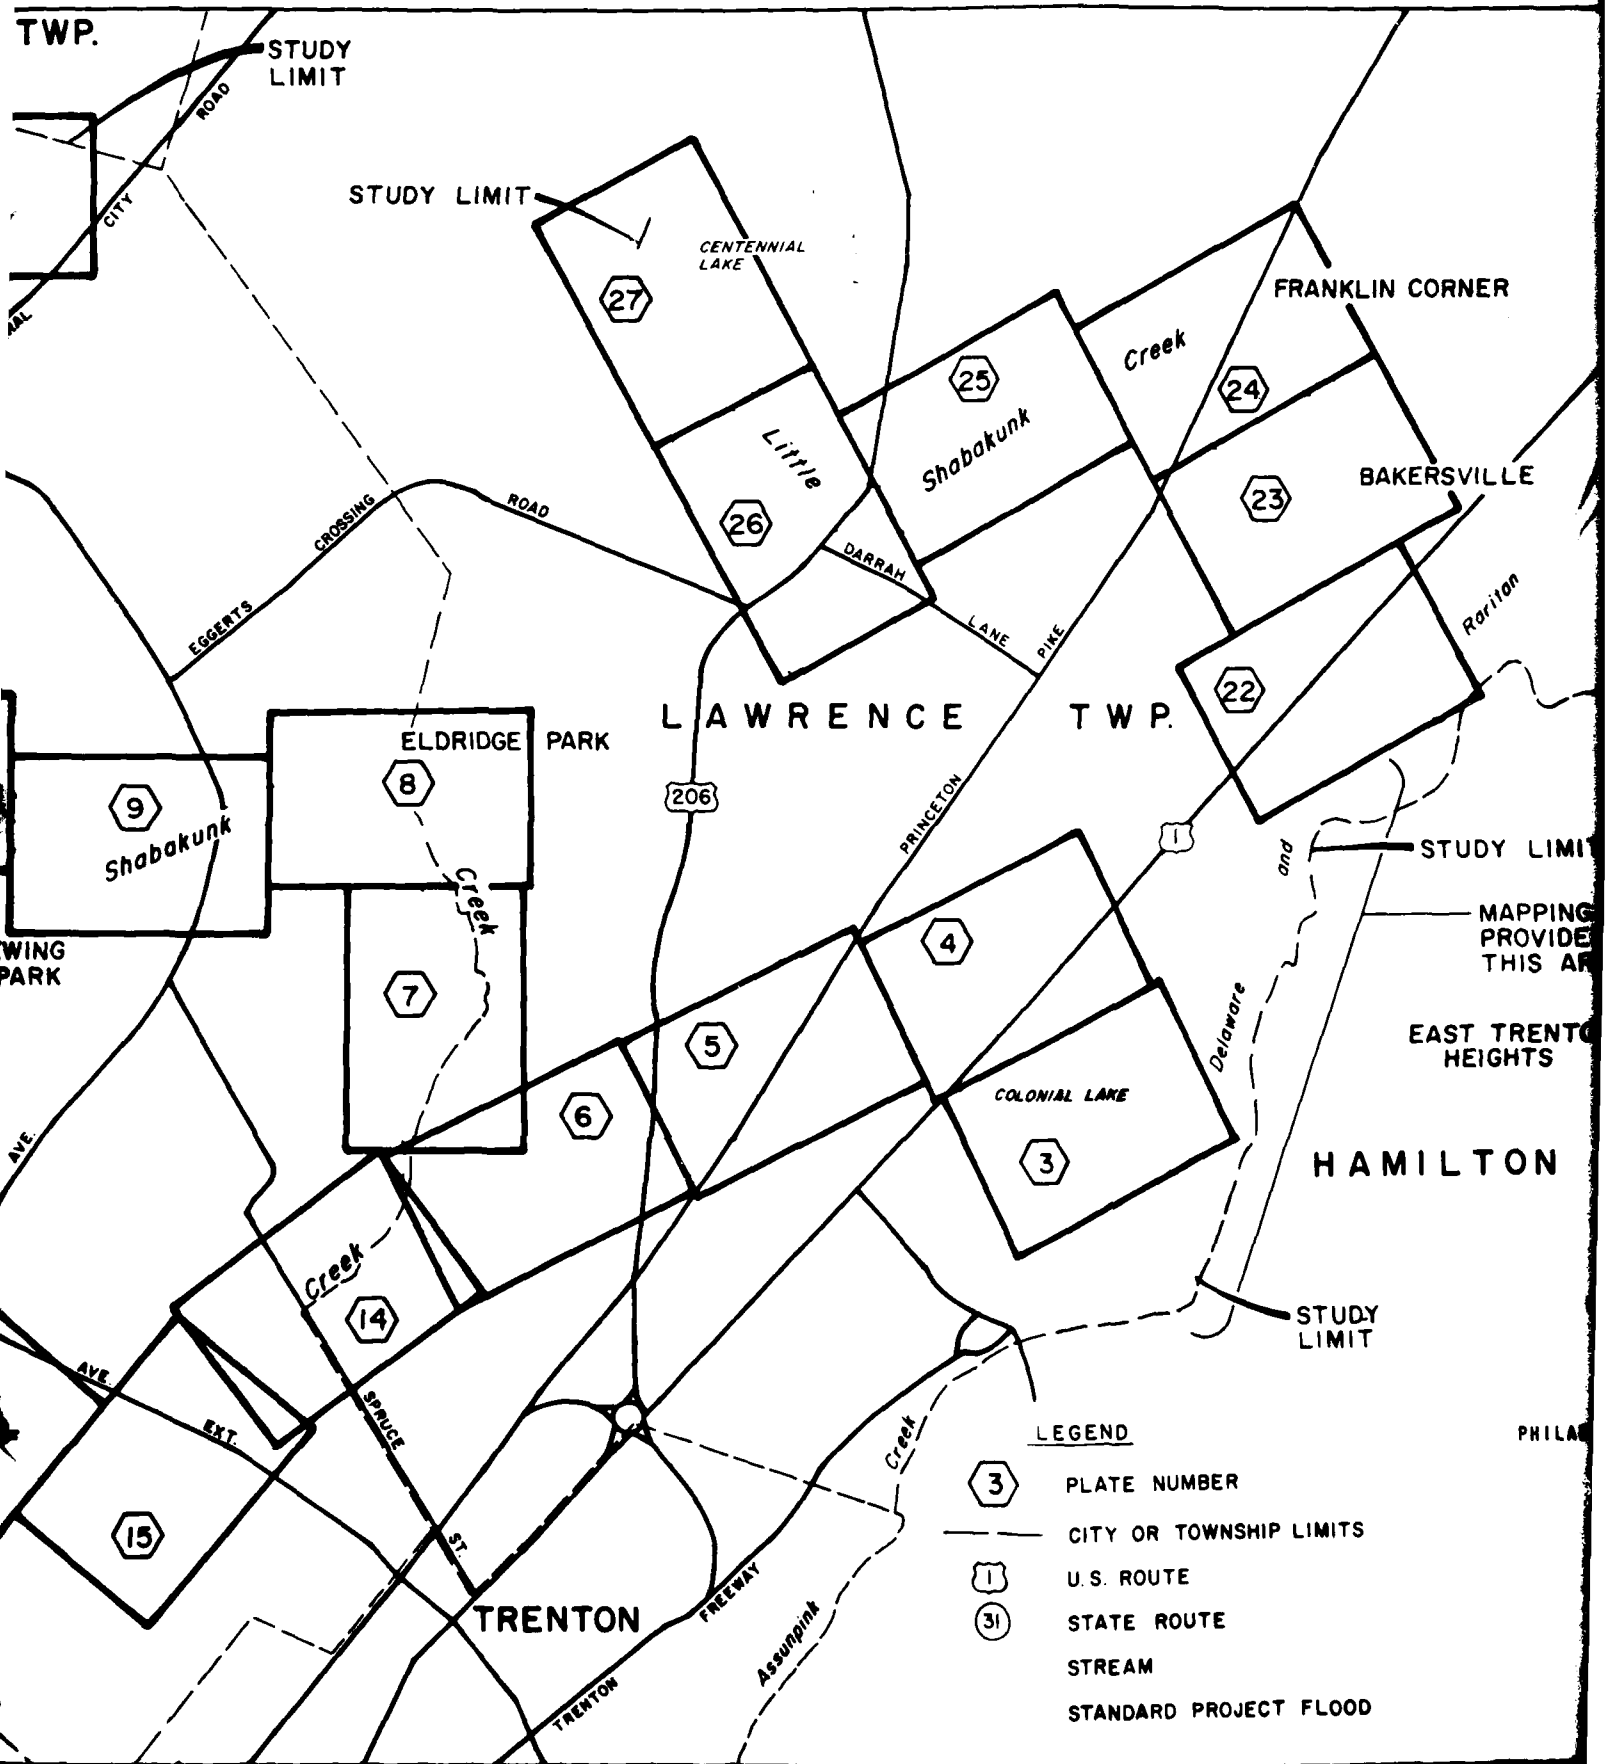 TWP.
STUDY
LIMIT
ROAD
CITY
STUDY LIMIT
CENTENNIAL
LAKE
27
FRANKLIN CORNER
Creek
25
24
Little
Shabakunk
BAKERSVILLE
23
26
ROAD
CROSSING
EGGERTS
DARRAH
LANE
PIKE
Raritan
22
LAWRENCE TWP.
ELDRIDGE PARK
8
9
Shabakunk
206
PRINCETON
1
and
STUDY LIMIT
Creek
MAPPING
PROVIDE
THIS AR
4
PARK
7
5
Delaware
EAST TRENTO
HEIGHTS
6
COLONIAL LAKE
3
AVE.
HAMILTON
Creek
14
STUDY
LIMIT
AVE.
EXT.
SPRUCE
ST.
15
Creek
LEGEND
3 PLATE NUMBER
CITY OR TOWNSHIP LIMITS
1 U.S. ROUTE
31 STATE ROUTE
STREAM
STANDARD PROJECT FLOOD
TRENTON
FREEWAY
TRENTON
Assunpink